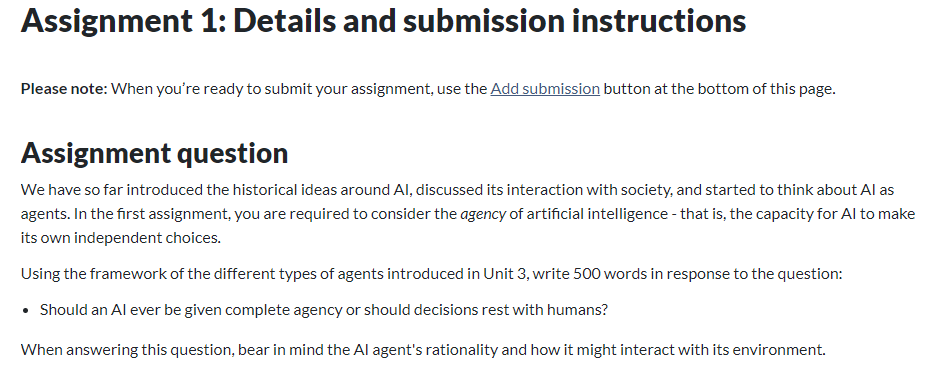 Assignment 1: Details and submission instructions
Please note: When you’re ready to submit your assignment, use the Add submission button at the bottom of this page.
Assignment question
We have so far introduced the historical ideas around AI, discussed its interaction with society, and started to think about AI as
agents. In the first assignment, you are required to consider the agency of artificial intelligence - that is, the capacity for AI to make
its own independent choices.
Using the framework of the different types of agents introduced in Unit 3, write 500 words in response to the question:
• Should an AI ever be given complete agency or should decisions rest with humans?
When answering this question, bear in mind the AI agent's rationality and how it might interact with its environment.